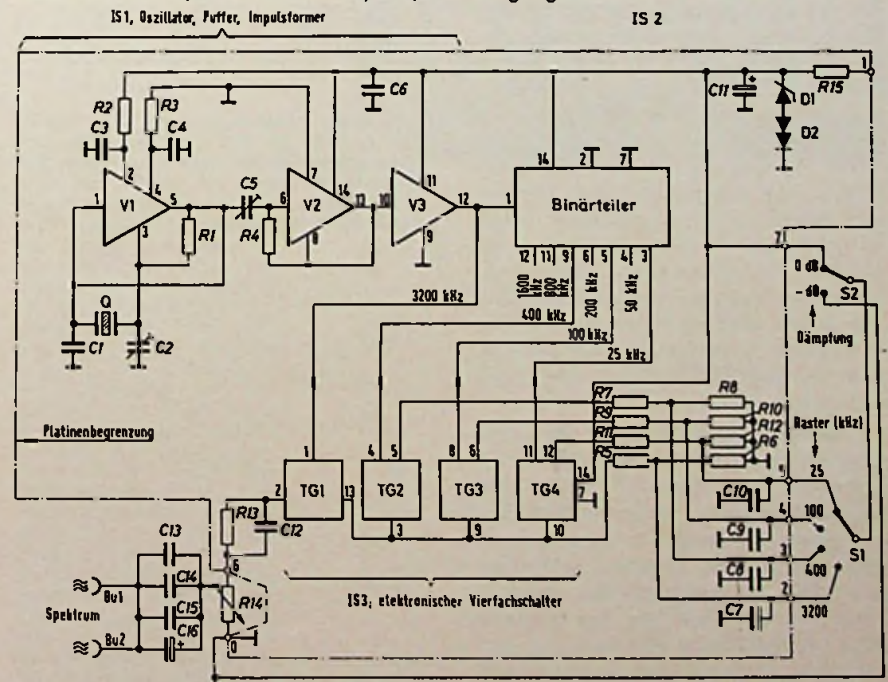 IS1, Oszillator, Puffer, Impulsformer
IS 2
R2
R3
C3
C4
C6
C11
+
R15
1
D1
D2
1
2
4
5
3
V1
R1
C5
6
7
14
V2
8
13
R4
10
11
V3
12
9
1
14
2
7
Binärteiler
12
11
9
6
5
4
3
1600 kHz
800 kHz
200 kHz
50 kHz
3200 kHz
400 kHz
100 kHz
25 kHz
Q
C1
C2
7
0 dB
- dB
S2
Dämpfung
R7
R9
R11
R5
R8
R10
R12
R6
Raster (kHz)
Platinenbegrenzung
1
TG1
2
13
4
5
TG2
3
8
6
TG3
9
11
12
TG4
14
7
10
R13
C12
6
C10
C9
C8
C7
5
4
3
2
25
100
400
3200
S1
C13
C14
C15
C16
+
R14
0
Bu1
Spektrum
Bu2
IS3, elektronischer Vierfachschalter